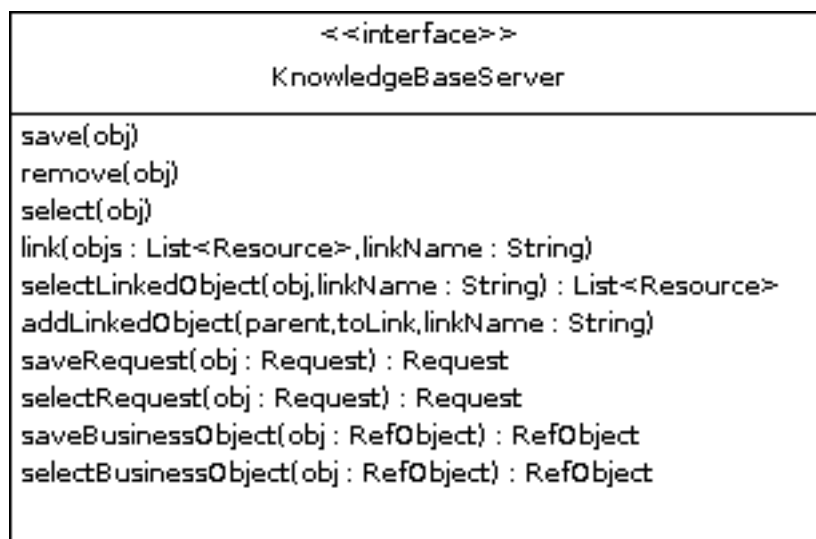 <<interface>>
KnowledgeBaseServer
save(obj)
remove(obj)
select(obj)
link(objs : List<Resource>,linkName : String)
selectLinkedObject(obj,linkName : String) : List<Resource>
addLinkedObject(parent,toLink,linkName : String)
saveRequest(obj : Request) : Request
selectRequest(obj : Request) : Request
saveBusinessObject(obj : RefObject) : RefObject
selectBusinessObject(obj : RefObject) : RefObject